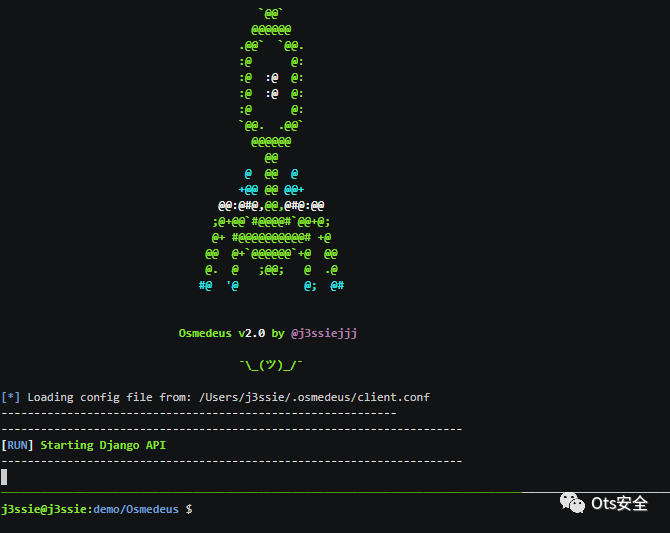 `@@`
@@@@@@
.@@`  `@@.
:@      @:
:@  :@  @:
:@  :@  @:
:@      @:
`@@.  .@@`
@@@@@@
@@
@  @@  @
+@@ @@ @@+
@@:@#@,@@,@#@:@@
;@+@@`#@@@@#`@@+@;
@+ #@@@@@@@@@@# +@
@@  @+`@@@@@@`+@  @@
@.  @   ;@@;   @  .@
#@  '@          @;  @#
Osmedeus v2.0 by @j3ssiejjj
¯\_(ツ)_/¯
[*] Loading config file from: /Users/j3ssie/.osmedeus/client.conf
------------------------------------------------------------
----------------------------------------------------------------------
[RUN] Starting Django API
----------------------------------------------------------------------
j3ssie@j3ssie:demo/Osmedeus $
Ots安全